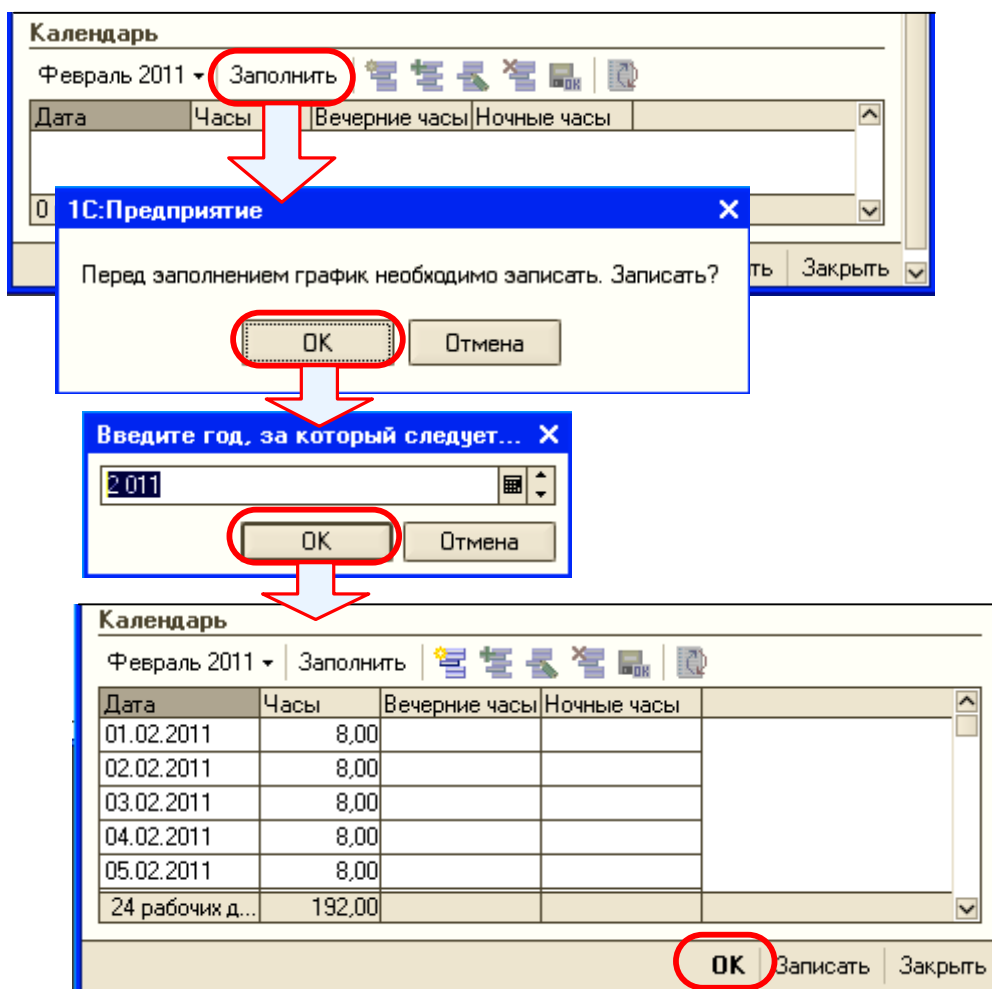 Календарь
Февраль 2011 Заполнить
Дата Часы Вечерние часы Ночные часы
0
1С:Предприятие
Перед заполнением график необходимо записать. Записать?
ть Закрыть
OK Отмена
Введите год, за который следует...
2 011
OK Отмена
Календарь
Февраль 2011 Заполнить
Дата Часы Вечерние часы Ночные часы
01.02.2011 8,00
02.02.2011 8,00
03.02.2011 8,00
04.02.2011 8,00
05.02.2011 8,00
24 рабочих д... 192,00
OK Записать Закрыть